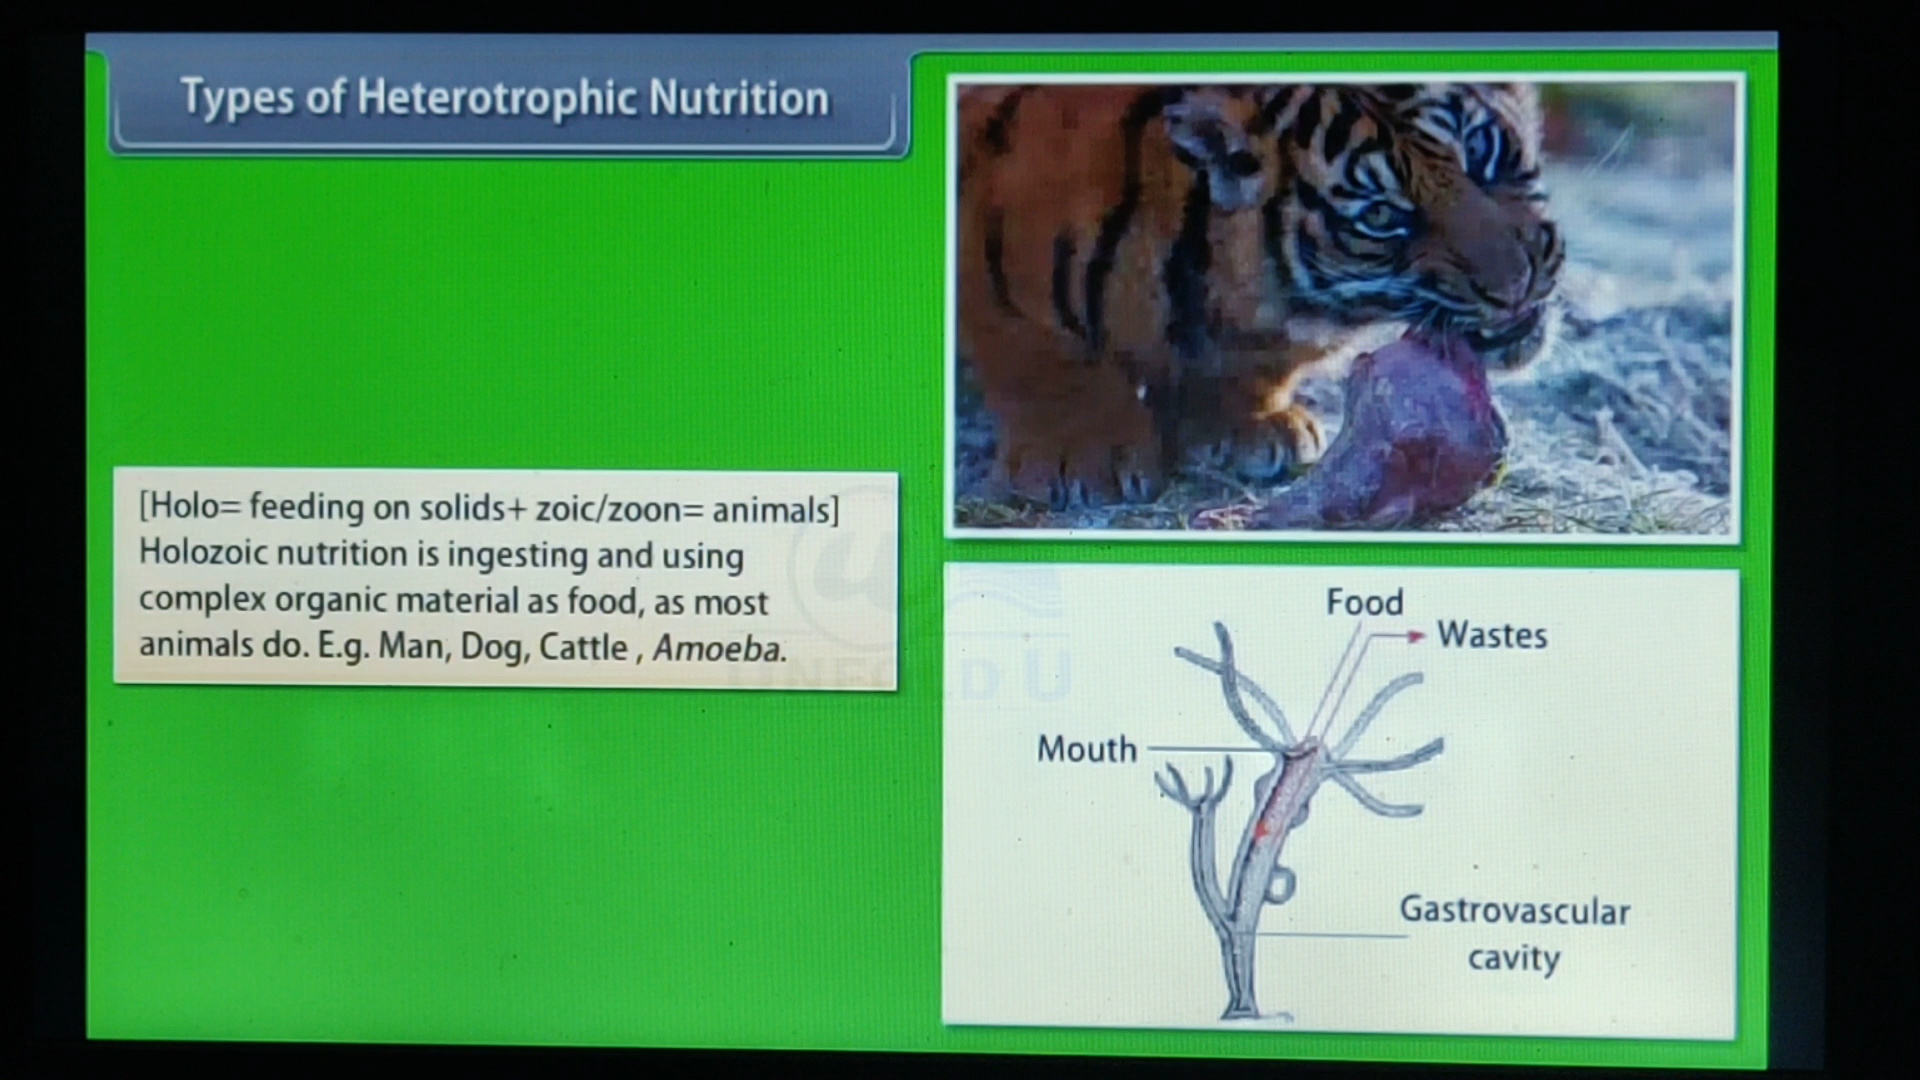 Types of Heterotrophic Nutrition
[Holo= feeding on solids+ zoic/zoon= animals]
Holozoic nutrition is ingesting and using
complex organic material as food, as most
animals do. E.g. Man, Dog, Cattle , Amoeba.
UNFOLD U
Food
Wastes
Mouth
Gastrovascular
cavity